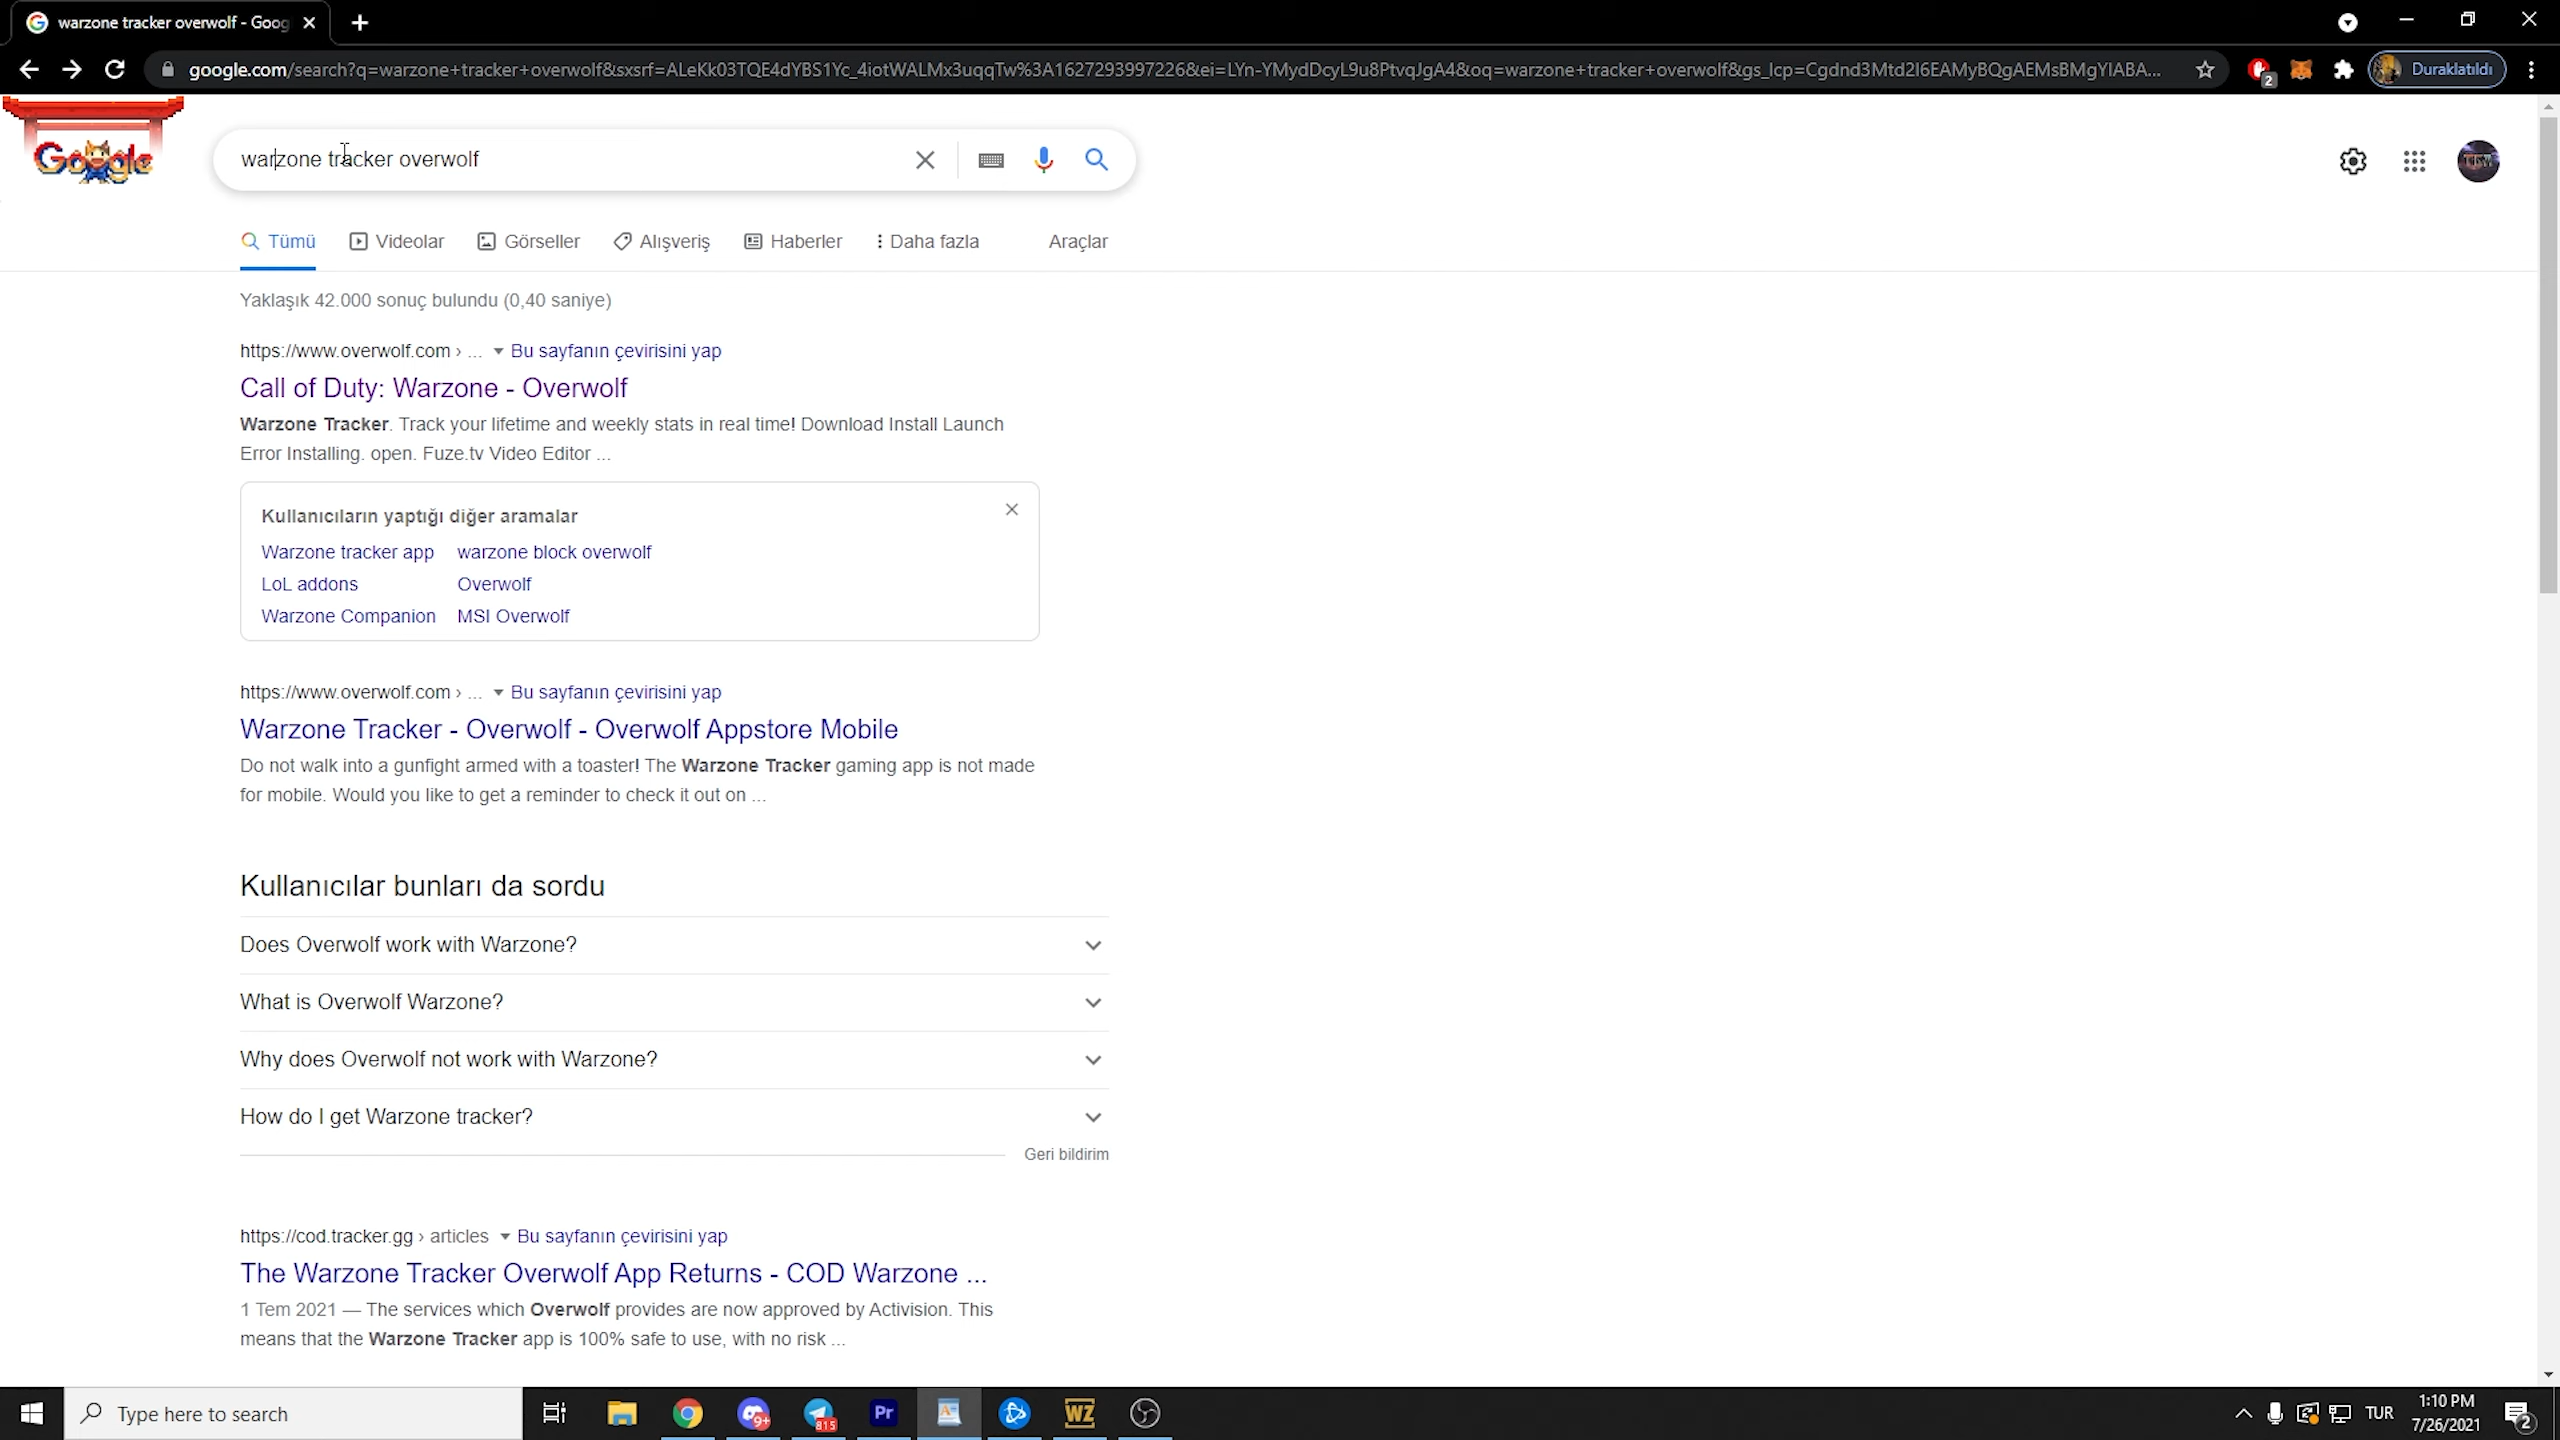 warzone tracker overwolf - Goog
google.com/search?q=warzone+tracker+overwolf&sxsrf=ALeKk03TQE4dYBS1Yc_4iotWALMx3uqqTw%3A1627293997226&ei=LYn-YMydDcyL9u8PtvqJgA4&oq=warzone+tracker+overwolf&gs_lcp=Cgdnd3Mtd2l6EAMyBQgAEMsBMgYIABA...
2
Duraklatıldı
Google
warzone tracker overwolf
Tümü
Videolar
Görseller
Alışveriş
Haberler
Daha fazla
Araçlar
Yaklaşık 42.000 sonuç bulundu (0,40 saniye)
https://www.overwolf.com › ... Bu sayfanın çevirisini yap
Call of Duty: Warzone - Overwolf
Warzone Tracker. Track your lifetime and weekly stats in real time! Download Install Launch
Error Installing. open. Fuze.tv Video Editor ...
Kullanıcıların yaptığı diğer aramalar
Warzone tracker app warzone block overwolf
LoL addons Overwolf
Warzone Companion MSI Overwolf
https://www.overwolf.com › ... Bu sayfanın çevirisini yap
Warzone Tracker - Overwolf - Overwolf Appstore Mobile
Do not walk into a gunfight armed with a toaster! The Warzone Tracker gaming app is not made
for mobile. Would you like to get a reminder to check it out on ...
Kullanıcılar bunları da sordu
Does Overwolf work with Warzone?
What is Overwolf Warzone?
Why does Overwolf not work with Warzone?
How do I get Warzone tracker?
Geri bildirim
https://cod.tracker.gg › articles Bu sayfanın çevirisini yap
The Warzone Tracker Overwolf App Returns - COD Warzone ...
1 Tem 2021 — The services which Overwolf provides are now approved by Activision. This
means that the Warzone Tracker app is 100% safe to use, with no risk ...
Type here to search
9+
815
Pr
WZ
TUR
1:10 PM
7/26/2021
2